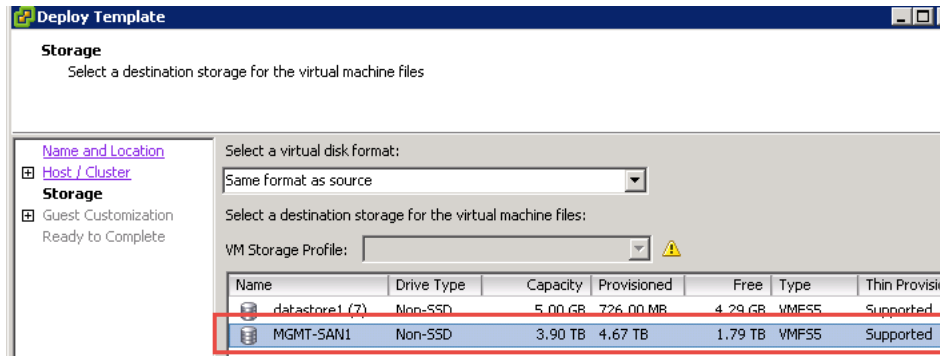 Deploy Template
Storage
Select a destination storage for the virtual machine files
Name and Location
Host / Cluster
Storage
Guest Customization
Ready to Complete
Select a virtual disk format:
Same format as source
Select a destination storage for the virtual machine files:
VM Storage Profile:
Name Drive Type Capacity Provisioned Free Type Thin Provisi
datastore1 (7) Non-SSD 5.00 GB 726.00 MB 4.29 GB VMFS5 Supported
MGMT-SAN1 Non-SSD 3.90 TB 4.67 TB 1.79 TB VMFS5 Supported